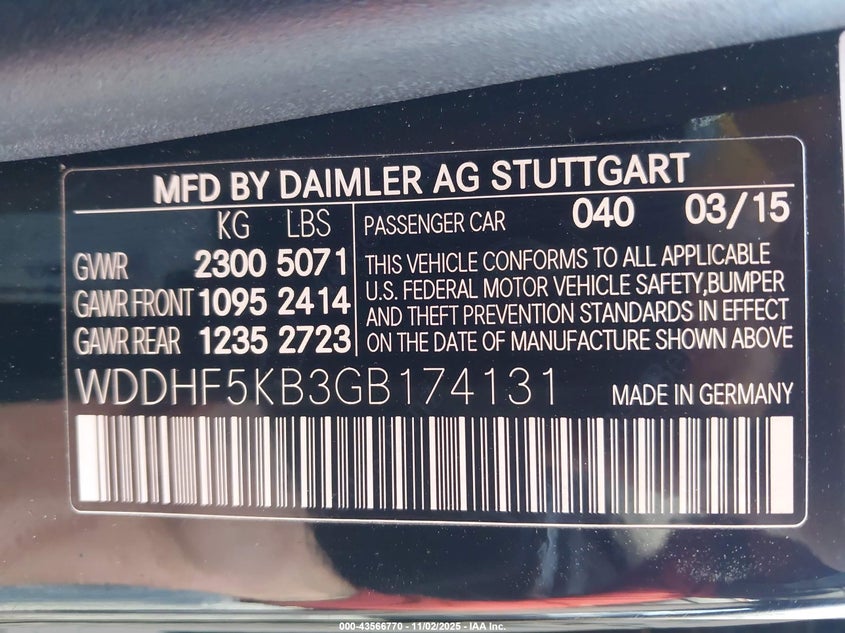 MFD BY DAIMLER AG STUTTGART
KG LBS
GVWR 2300 5071
GAWR FRONT 1095 2414
GAWR REAR 1235 2723
PASSENGER CAR 040 03/15
THIS VEHICLE CONFORMS TO ALL APPLICABLE
U.S. FEDERAL MOTOR VEHICLE SAFETY,BUMPER
AND THEFT PREVENTION STANDARDS IN EFFECT
ON THE DATE OF MANUFACTURE SHOWN ABOVE
WDDHF5KB3GB174131 MADE IN GERMANY
000-43566770 - 11/02/2025 - IAA Inc.